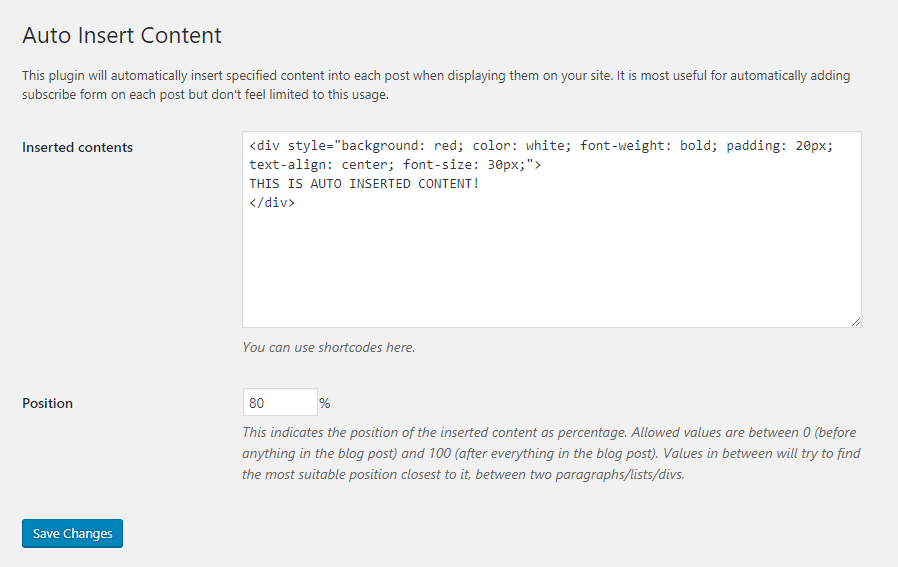 Auto Insert Content
This plugin will automatically insert specified content into each post when displaying them on your site. It is most useful for automatically adding
subscribe form on each post but don't feel limited to this usage.
Inserted contents
<div style="background: red; color: white; font-weight: bold; padding: 20px;
text-align: center; font-size: 30px;">
THIS IS AUTO INSERTED CONTENT!
</div>
You can use shortcodes here.
Position
80 %
This indicates the position of the inserted content as percentage. Allowed values are between 0 (before
anything in the blog post) and 100 (after everything in the blog post). Values in between will try to find
the most suitable position closest to it, between two paragraphs/lists/divs.
Save Changes